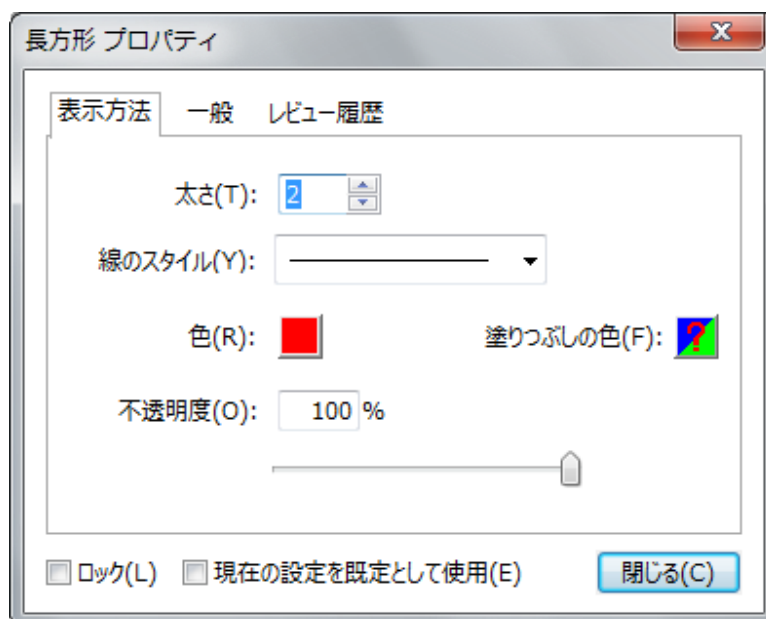 長方形 プロパティ
表示方法 一般 レビュー履歴
太さ(T): 2
線のスタイル(Y):
色(R): 塗りつぶしの色(F): ?
不透明度(O): 100 %
ロック(L) 現在の設定を既定として使用(E) 閉じる(C)